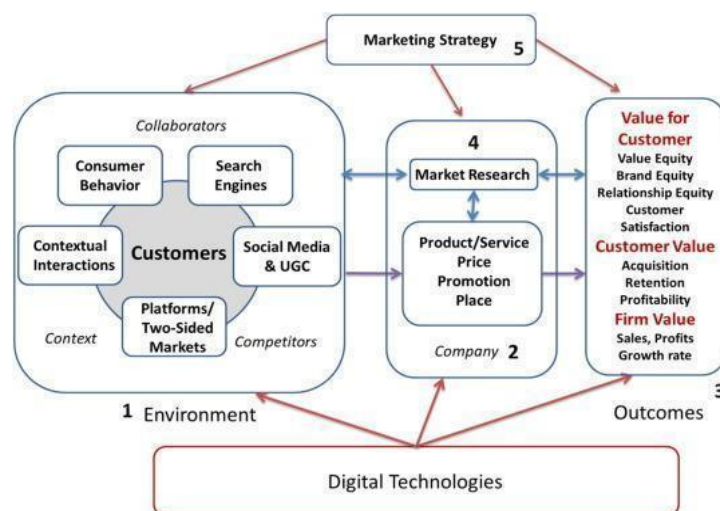 Marketing Strategy 5
Collaborators
Consumer
Behavior
Search
Engines
Contextual
Interactions
Customers
Social Media
& UGC
Platforms/
Two-Sided
Markets
Context
Competitors
1 Environment
4
Market Research
Product/Service
Price
Promotion
Place
Company 2
Value for
Customer
Value Equity
Brand Equity
Relationship Equity
Customer
Satisfaction
Customer Value
Acquisition
Retention
Profitability
Firm Value
Sales, Profits
Growth rate
3
Outcomes
Digital Technologies